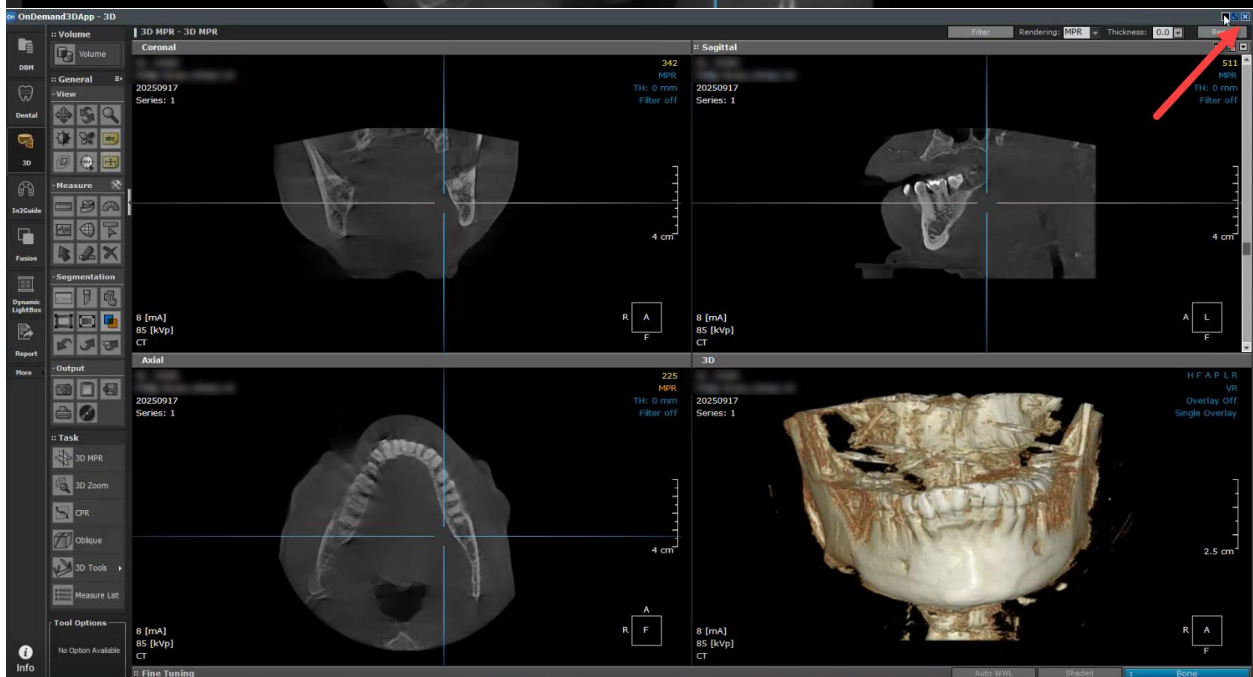 OnDemand3DApp - 3D
DBM
Dental
3D
In2Guide
Fusion
Dynamic
LightBox
Report
More
Info
:: Volume
Volume
:: General
-View
-Measure
-Segmentation
-Output
:: Task
3D MPR
3D Zoom
CPR
Oblique
3D Tools
Measure List
Tool Options
No Option Available
3D MPR - 3D MPR
Filter
Rendering: MPR
Thickness: 0.0
Coronal
342
MPR
20250917
TH: 0 mm
Series: 1
Filter off
4 cm
8 [mA]
85 [kVp]
CT
R A
F
:: Sagittal
511
MPR
20250917
TH: 0 mm
Series: 1
Filter off
4 cm
8 [mA]
85 [kVp]
CT
A L
F
Axial
225
MPR
20250917
TH: 0 mm
Series: 1
Filter off
4 cm
A
R F
8 [mA]
85 [kVp]
CT
3D
H F A P L R
VR
20250917
Overlay Off
Series: 1
Single Overlay
2.5 cm
8 [mA]
85 [kVp]
CT
R A
F
:: Fine Tuning
Auto WWL
Shaded
Bone